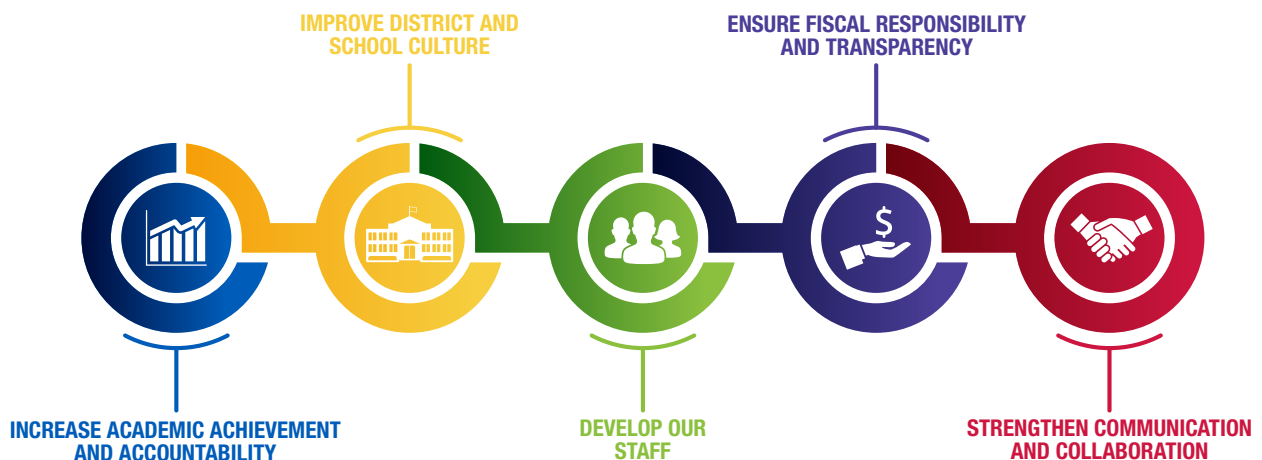 IMPROVE DISTRICT AND
SCHOOL CULTURE
ENSURE FISCAL RESPONSIBILITY
AND TRANSPARENCY
$
INCREASE ACADEMIC ACHIEVEMENT
AND ACCOUNTABILITY
DEVELOP OUR
STAFF
STRENGTHEN COMMUNICATION
AND COLLABORATION